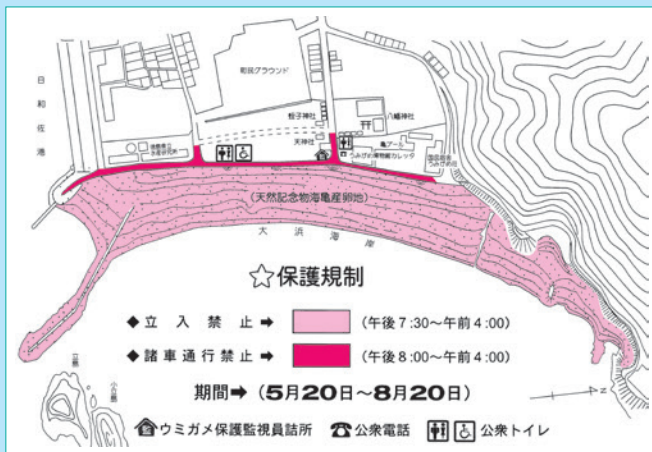 町民グラウンド
日和佐港
蛭子神社
八幡神社
天神社
亀プール
うみがめ博物館カレッタ
(天然記念物海亀産卵地)
大浜海岸
☆保護規制
◆立入禁止➡ (午後7:30〜午前4:00)
◆諸車通行禁止➡ (午後8:00〜午前4:00)
期間➡(5月20日〜8月20日)
立島
N
ウミガメ保護監視員詰所 公衆電話 公衆トイレ